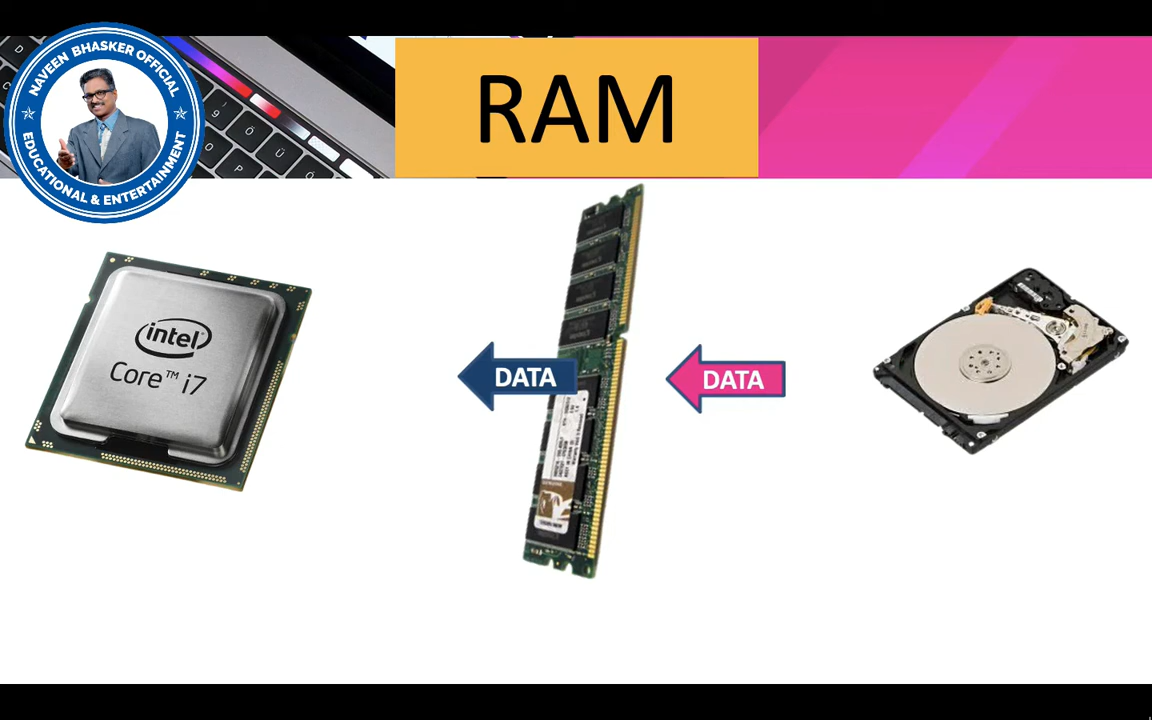 NAVEEN BHASKER OFFICIAL
EDUCATIONAL & ENTERTAINMENT
RAM
intel
Core™ i7
DATA
DATA